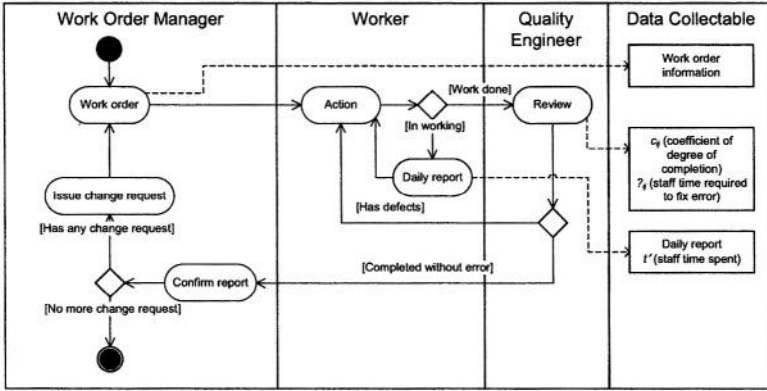 Work Order Manager
Worker
Quality
Engineer
Data Collectable
Work order
information
Work order
Action
[Work done]
Review
[In working]
c_ij (coefficient of
degree of
completion)
?_ij (staff time required
to fix error)
Daily report
Issue change request
[Has defects]
[Has any change request]
Daily report
t' (staff time spent)
[Completed without error]
Confirm report
[No more change request]